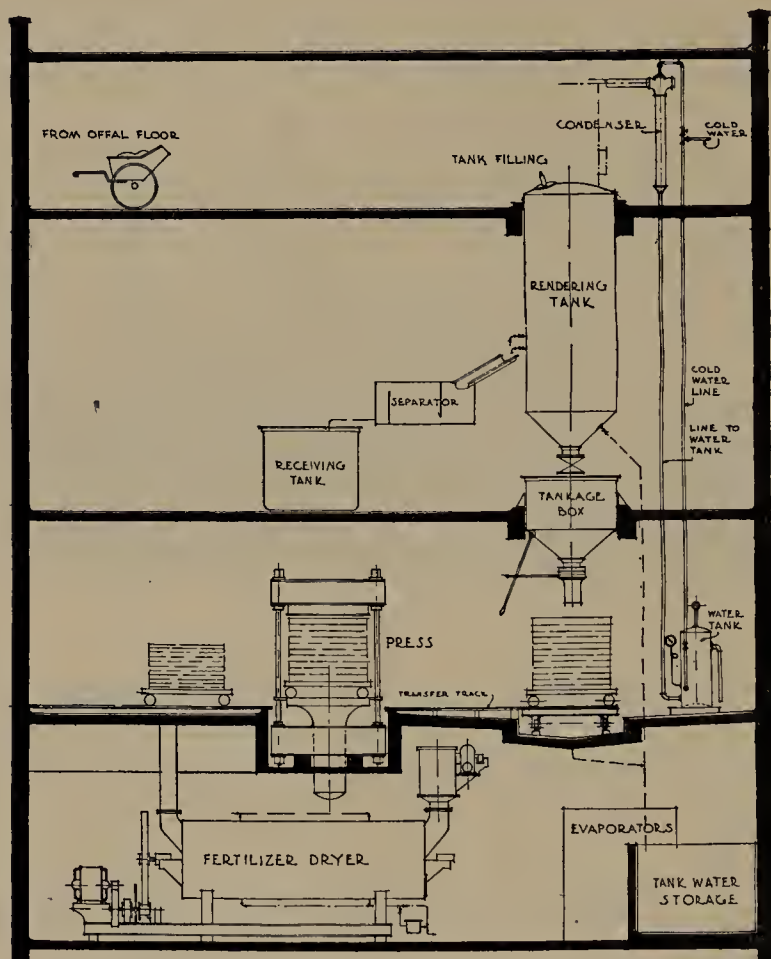 FROM OFFAL FLOOR
CONDENSER
COLD
WATER
TANK FILLING
RENDERING
TANK
COLD
WATER
LINE
SEPARATOR
LINE TO
WATER
TANK
RECEIVING
TANK
TANKAGE
BOX
WATER
TANK
PRESS
TRANSFER TRACK
EVAPORATORS
FERTILIZER DRYER
TANK WATER
STORAGE